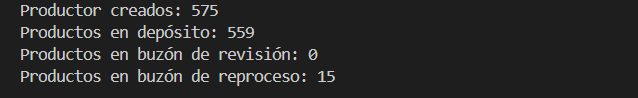 Productor creados: 575
Productos en depósito: 559
Productos en buzón de revisión: 0
Productos en buzón de reproceso: 15